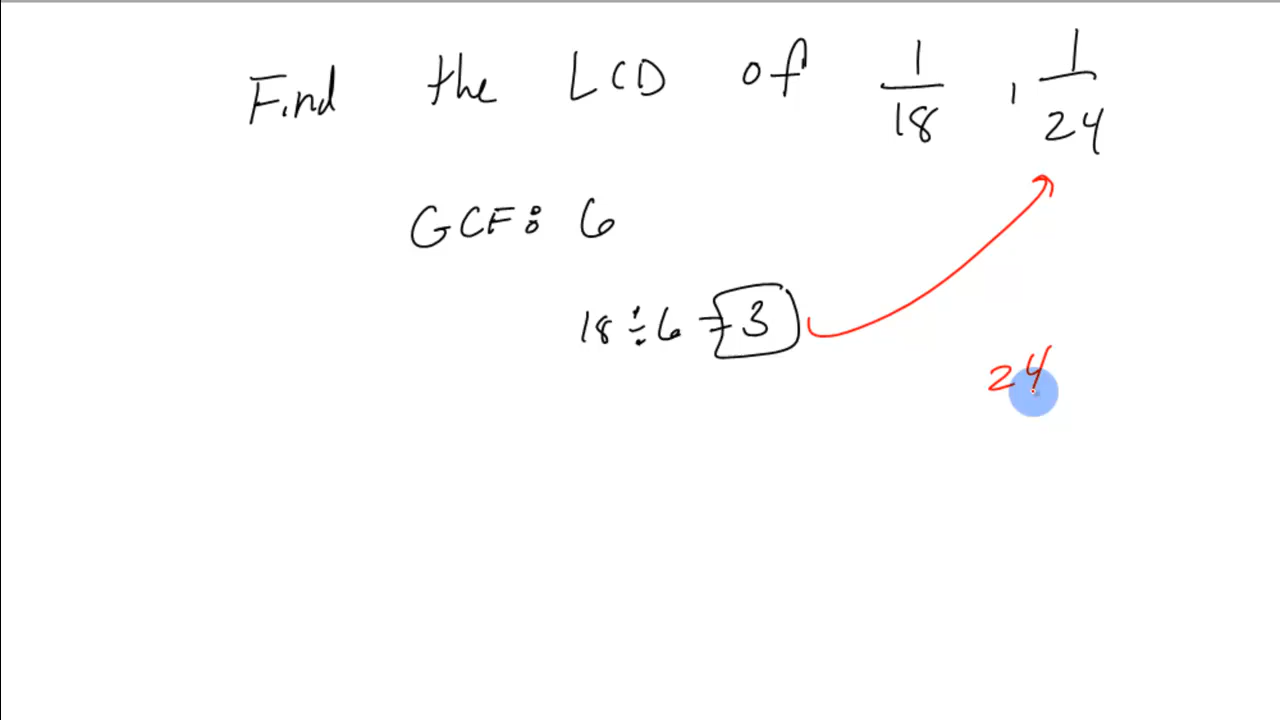 Find the LCD of 1/18 , 1/24
GCF: 6
18 ÷ 6 = 3
24